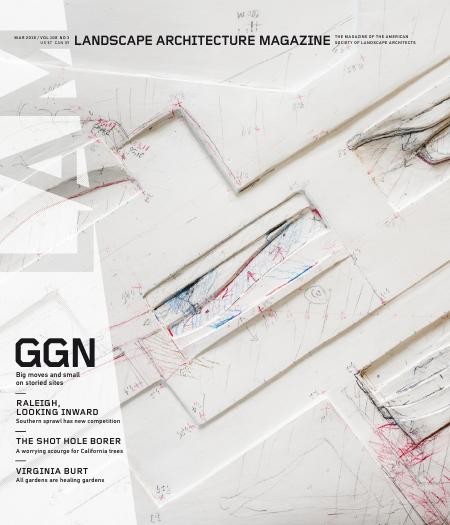 MAR 2018 / VOL 108 NO 3
US $7 CAN $9
LANDSCAPE ARCHITECTURE MAGAZINE
THE MAGAZINE OF THE AMERICAN
SOCIETY OF LANDSCAPE ARCHITECTS
LAM
GGN
Big moves and small
on storied sites
RALEIGH,
LOOKING INWARD
Southern sprawl has new competition
THE SHOT HOLE BORER
A worrying scourge for California trees
VIRGINIA BURT
All gardens are healing gardens